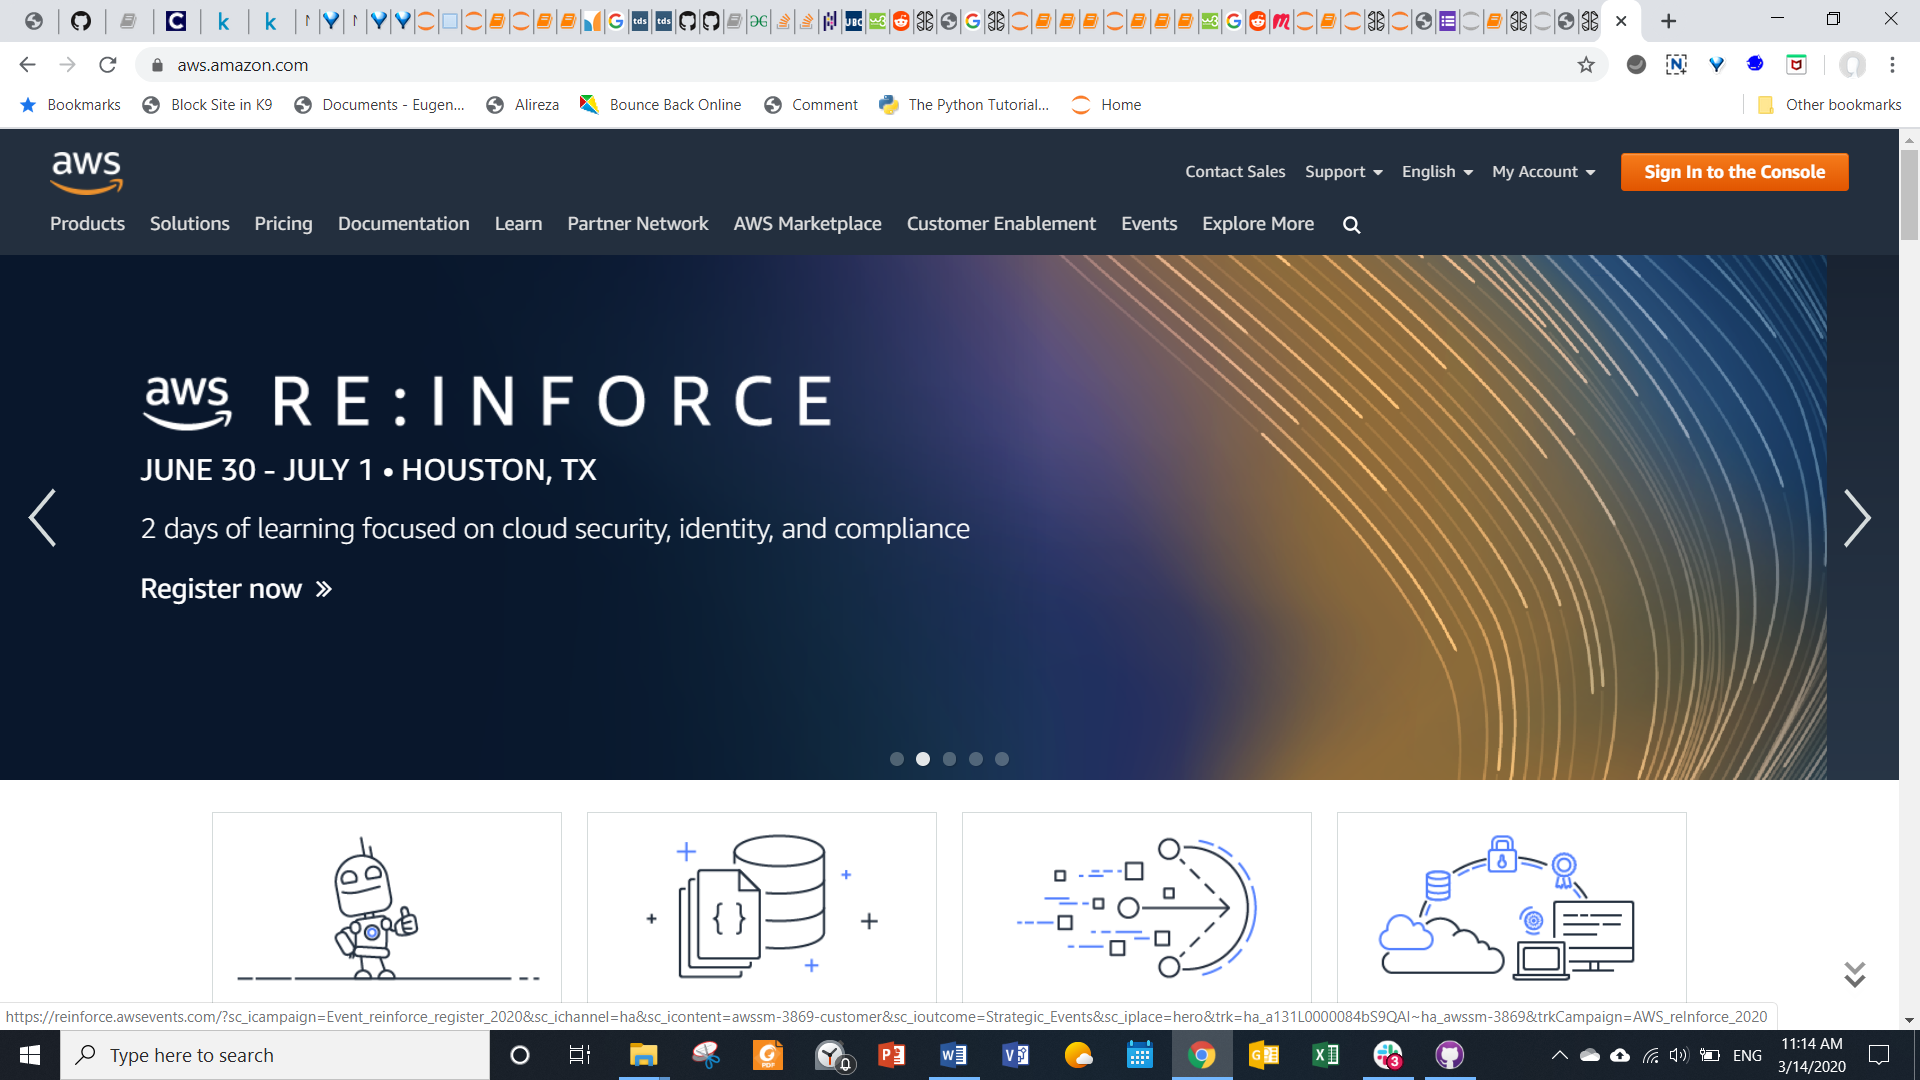 aws.amazon.com
Bookmarks Block Site in K9 Documents - Eugen... Alireza Bounce Back Online Comment The Python Tutorial... Home Other bookmarks
aws
Contact Sales Support English My Account Sign In to the Console
Products Solutions Pricing Documentation Learn Partner Network AWS Marketplace Customer Enablement Events Explore More
aws RE:INFORCE
JUNE 30 - JULY 1 • HOUSTON, TX
2 days of learning focused on cloud security, identity, and compliance
Register now »
{ }
https://reinforce.awsevents.com/?sc_icampaign=Event_reinforce_register_2020&sc_ichannel=ha&sc_icontent=awssm-3869-customer&sc_ioutcome=Strategic_Events&sc_iplace=hero&trk=ha_a131L0000084bS9QAI~ha_awssm-3869&trkCampaign=AWS_reInforce_2020
Type here to search
ENG
11:14 AM
3/14/2020